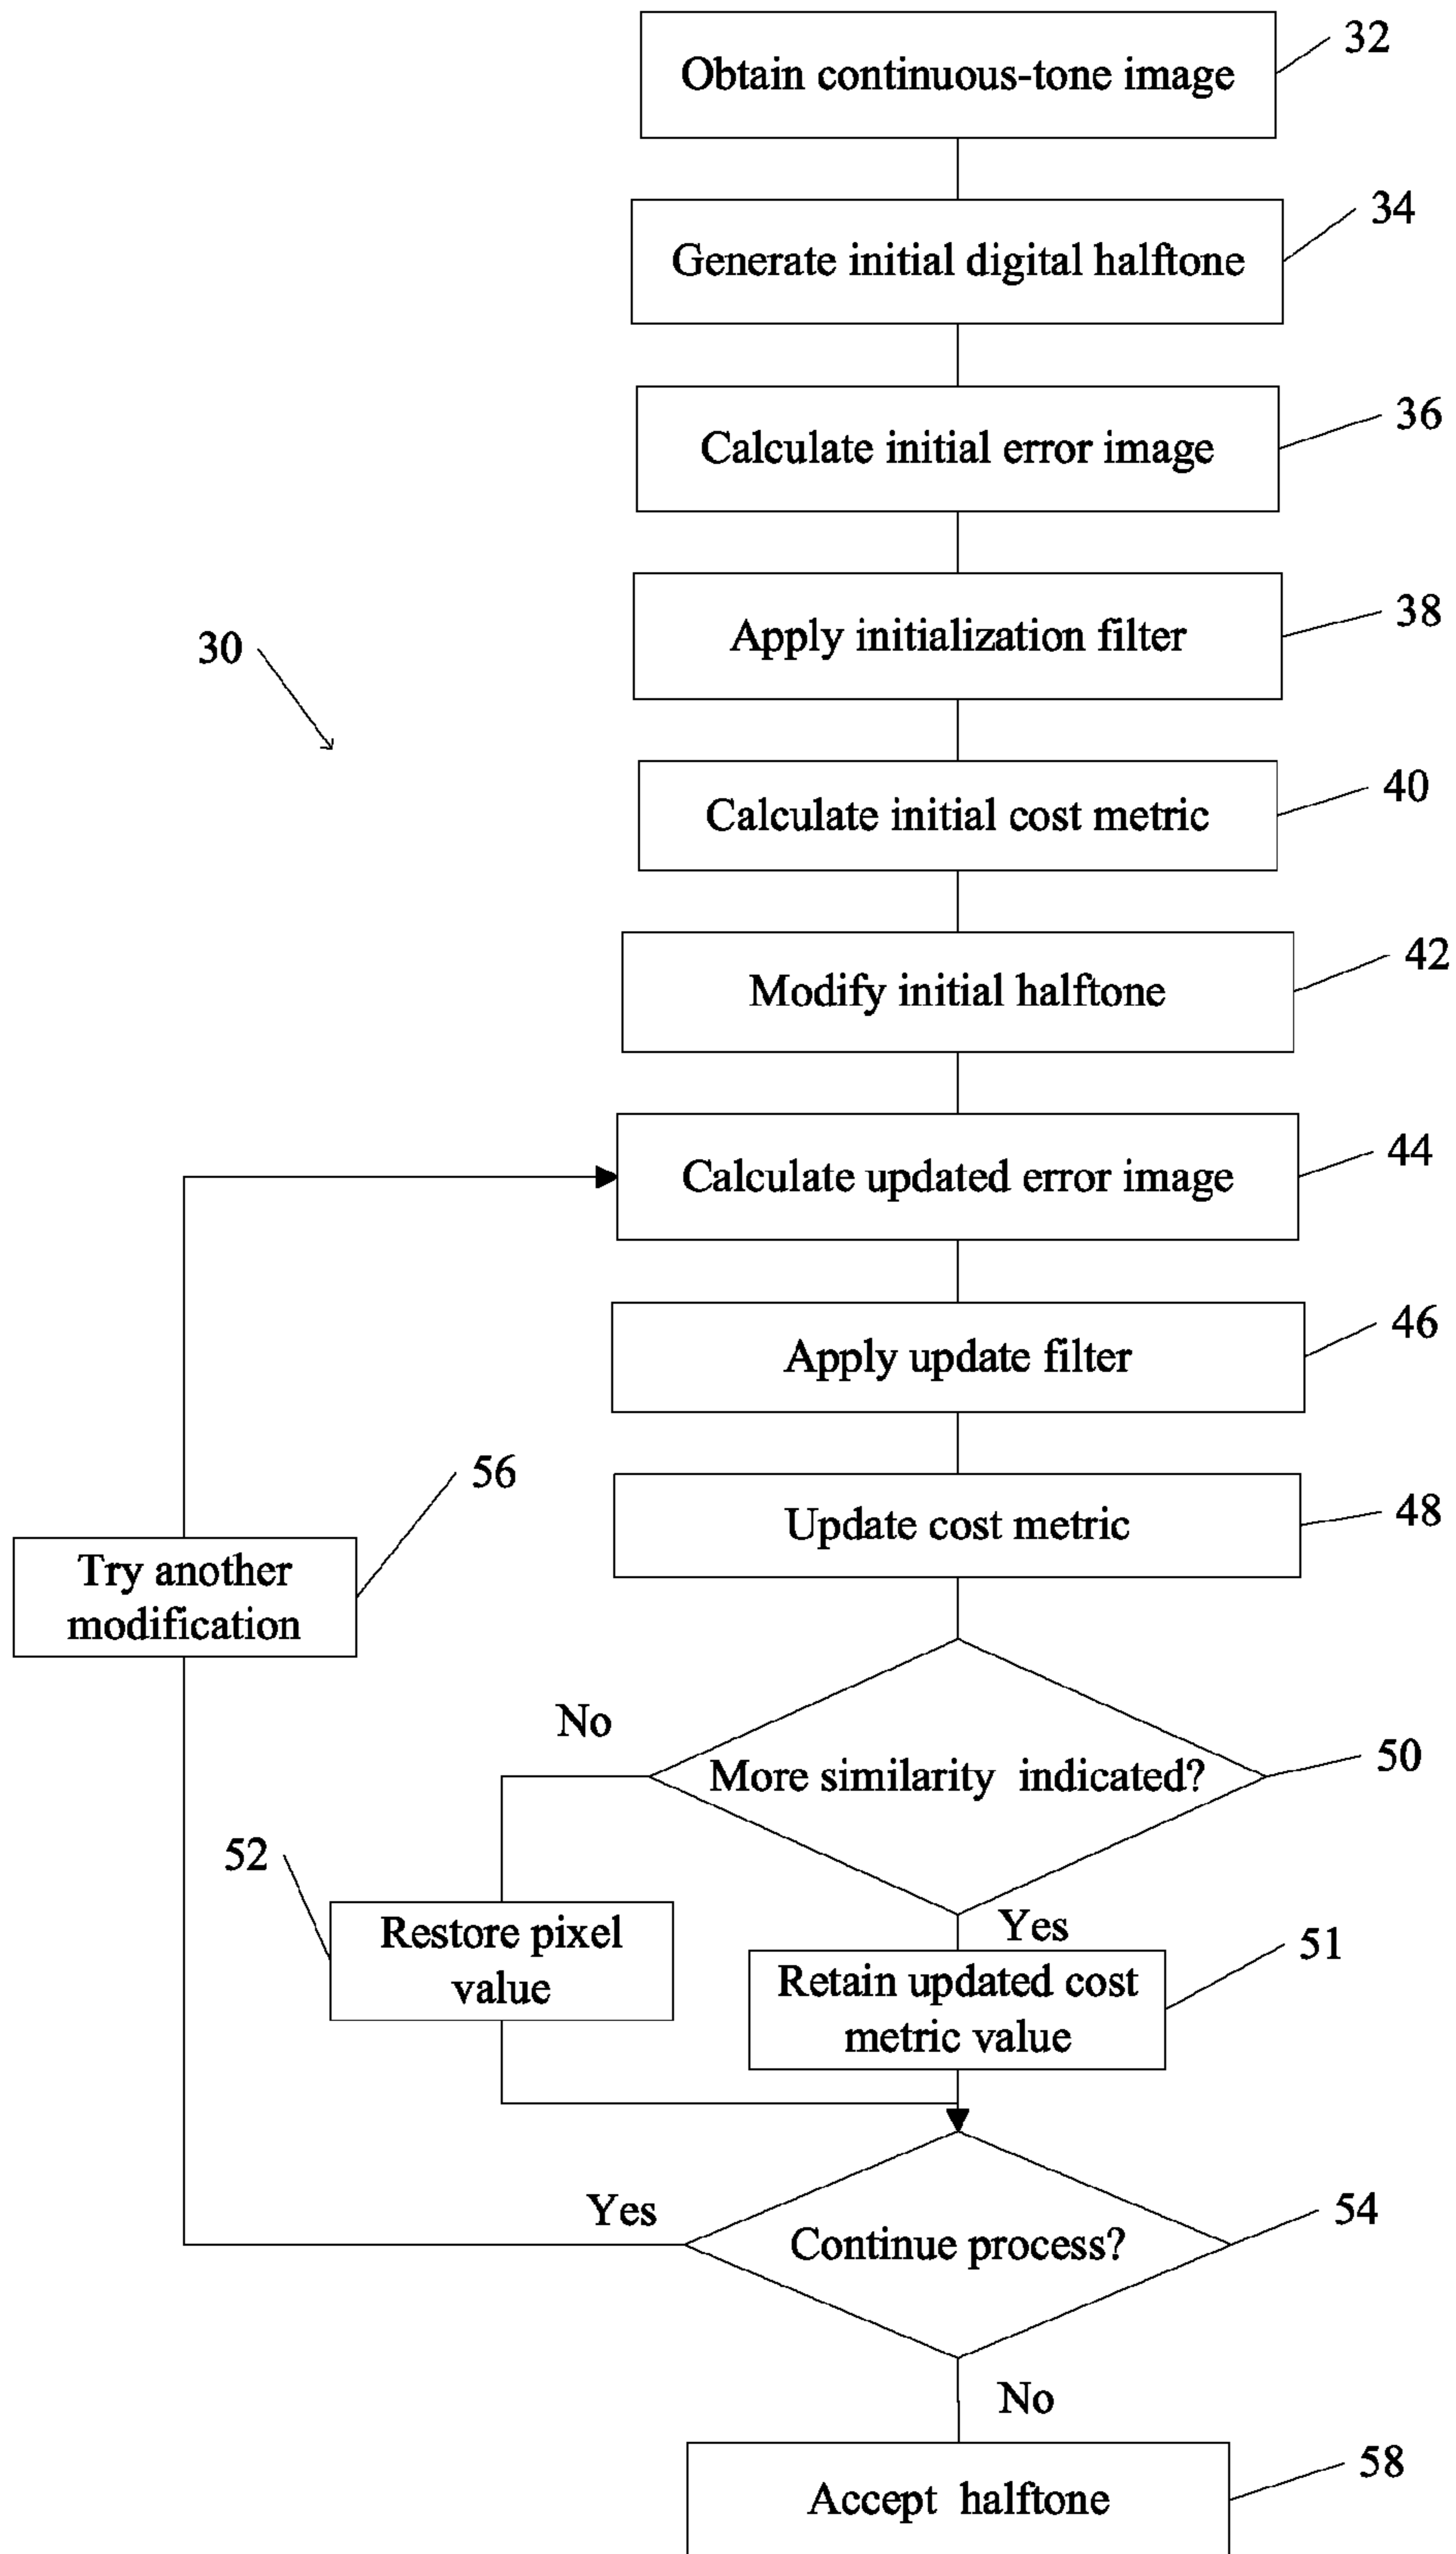 32
Obtain continuous-tone image
34
Generate initial digital halftone
36
Calculate initial error image
38
Apply initialization filter
30
40
Calculate initial cost metric
42
Modify initial halftone
44
Calculate updated error image
46
Apply update filter
56
48
Update cost metric
Try another
modification
No
50
More similarity indicated?
52
Yes
51
Restore pixel
value
Retain updated cost
metric value
Yes
54
Continue process?
No
58
Accept halftone